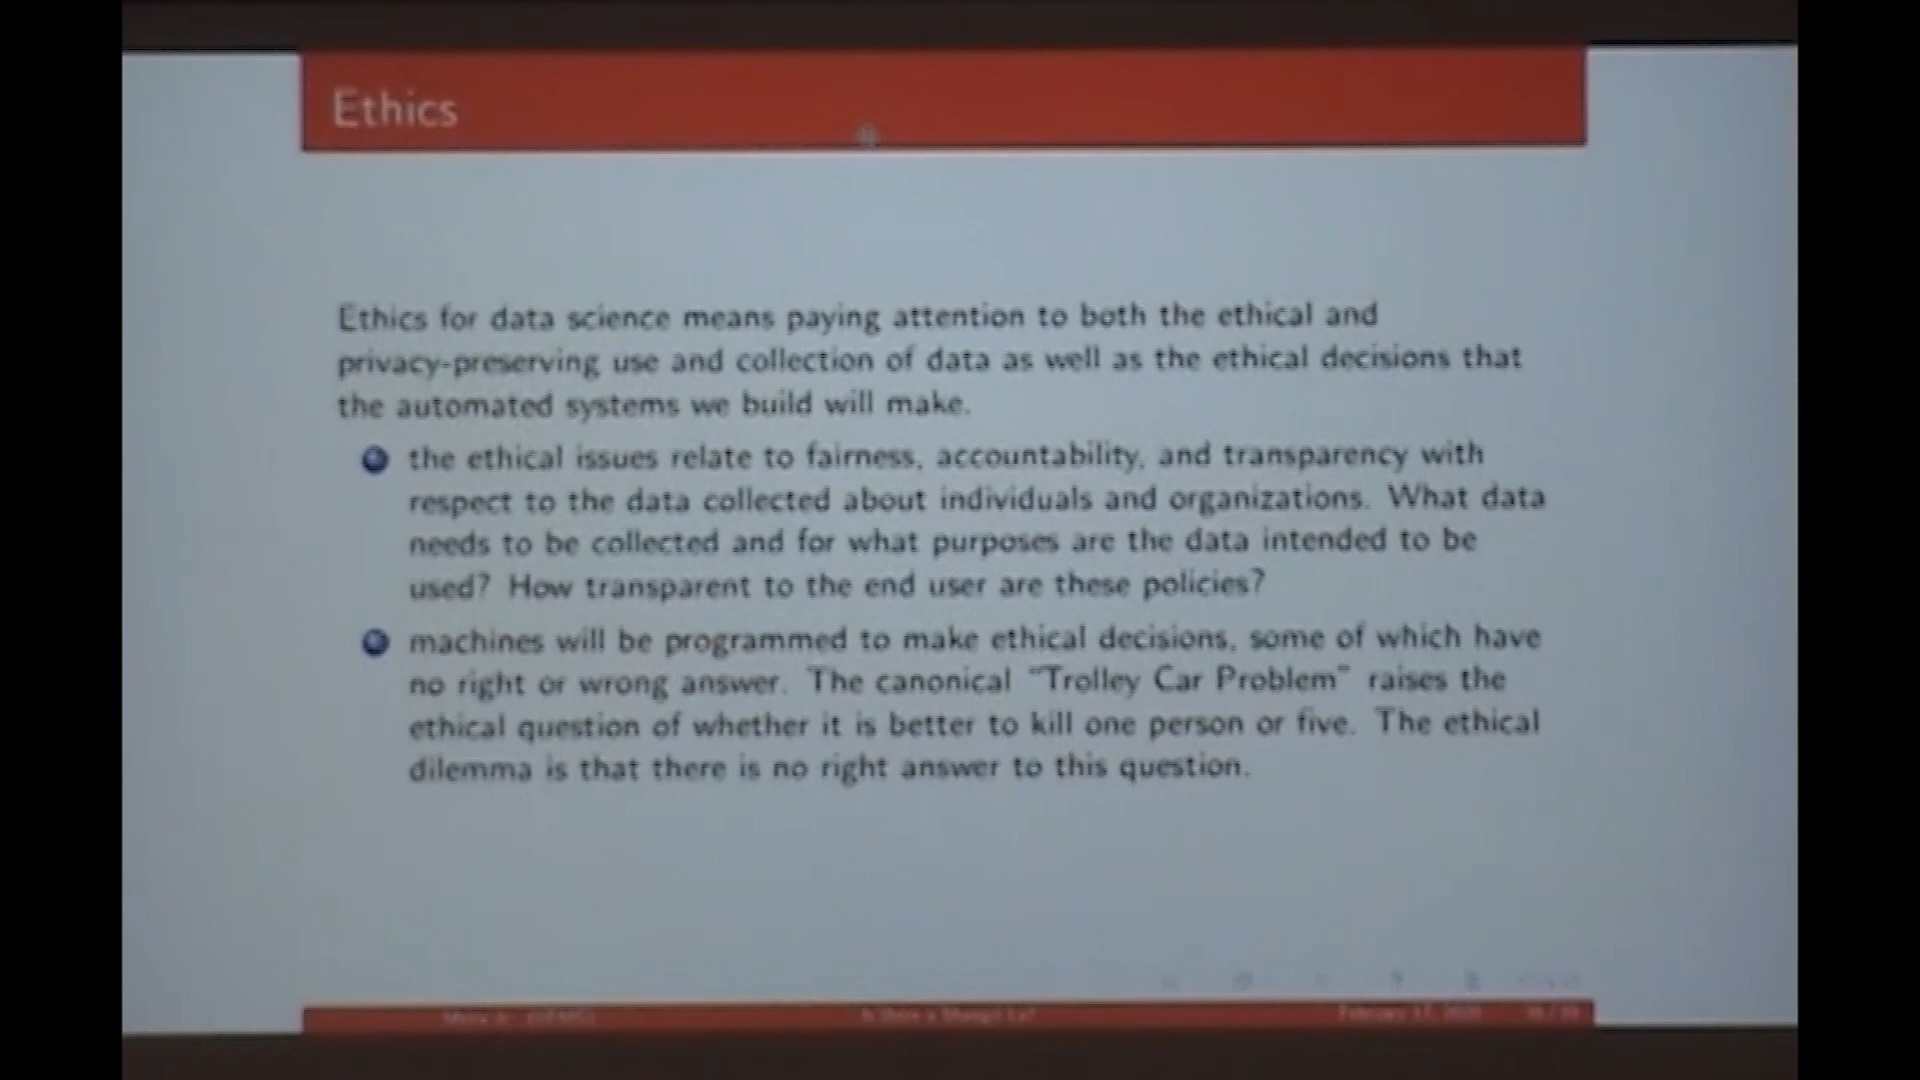 Ethics
Ethics for data science means paying attention to both the ethical and
privacy-preserving use and collection of data as well as the ethical decisions that
the automated systems we build will make.
the ethical issues relate to fairness, accountability, and transparency with
respect to the data collected about individuals and organizations. What data
needs to be collected and for what purposes are the data intended to be
used? How transparent to the end user are these policies?
machines will be programmed to make ethical decisions, some of which have
no right or wrong answer. The canonical "Trolley Car Problem" raises the
ethical question of whether it is better to kill one person or five. The ethical
dilemma is that there is no right answer to this question.
February 17,